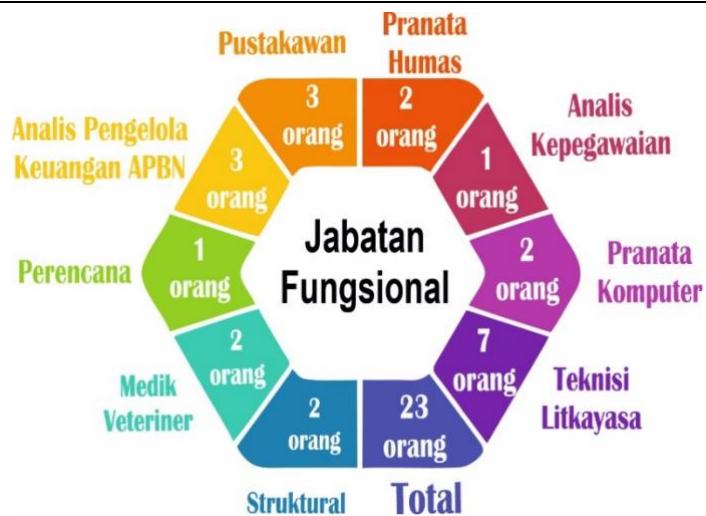 Pustakawan
3
orang
Pranata
Humas
2
orang
Analis
Kepegawaian
1
orang
Pranata
Komputer
2
orang
Teknisi
Litkayasa
7
orang
Total
23
orang
Struktural
2
orang
Medik
Veteriner
2
orang
Perencana
1
orang
Analis Pengelola
Keuangan APBN
3
orang
Jabatan
Fungsional